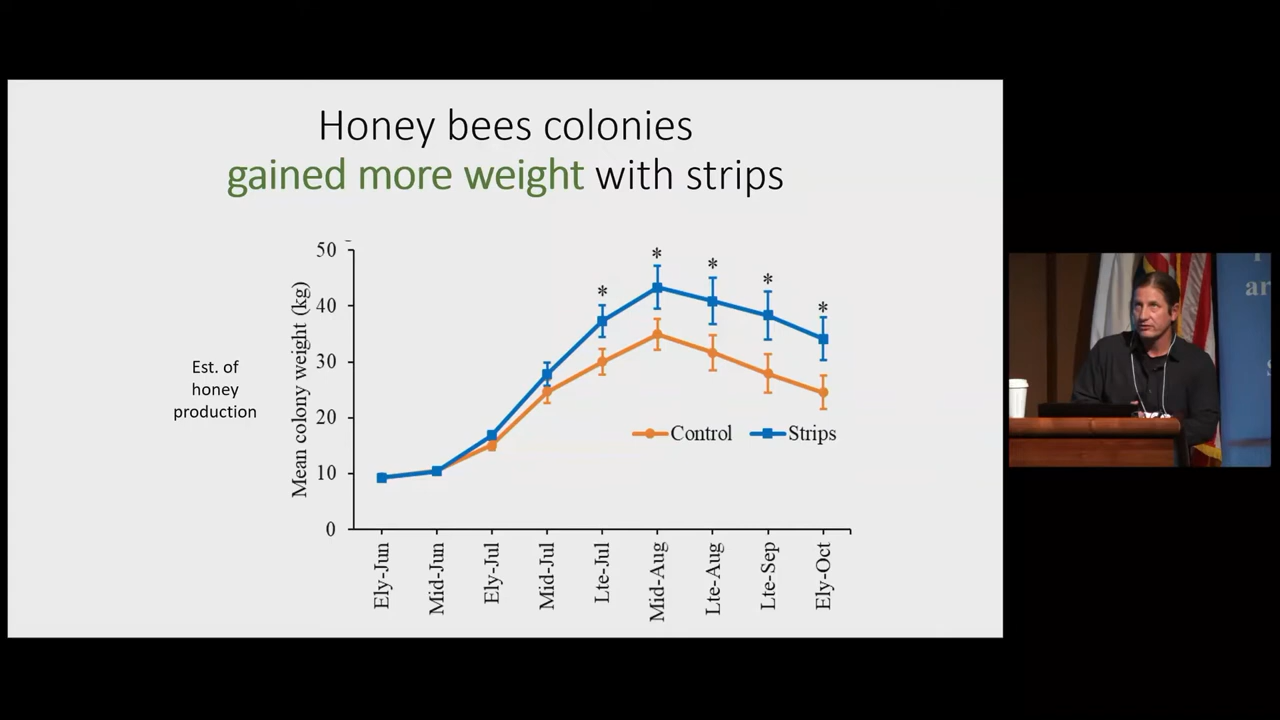 Honey bees colonies
gained more weight with strips
Est. of
honey
production
Mean colony weight (kg)
50
40
30
20
10
0
*
*
*
*
*
Control
Strips
Ely-Jun
Mid-Jun
Ely-Jul
Mid-Jul
Lte-Jul
Mid-Aug
Lte-Aug
Lte-Sep
Ely-Oct